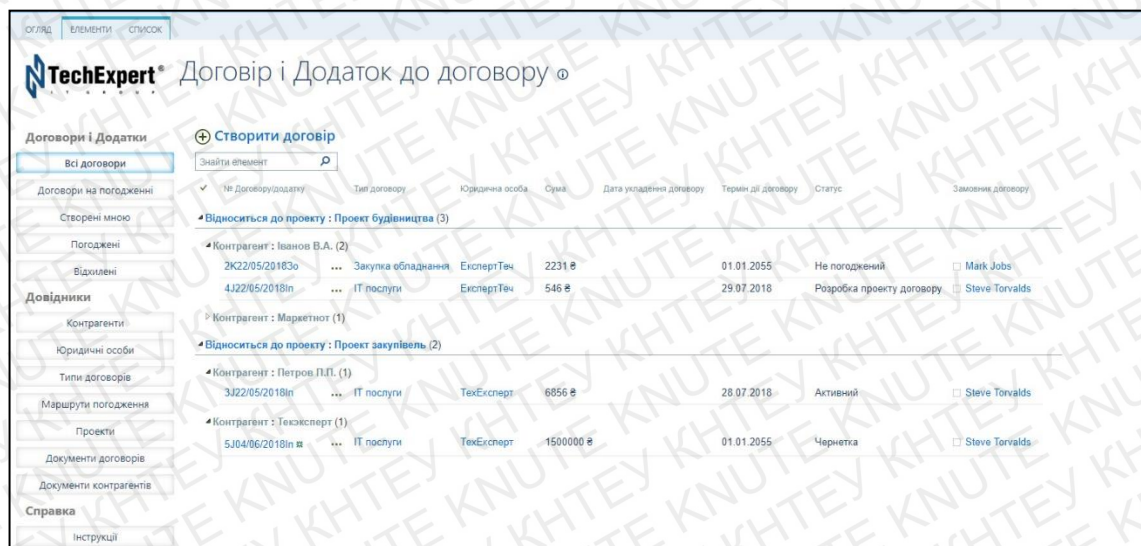 ОГЛЯД ЕЛЕМЕНТИ СПИСОК
TechExpert® Договір і Додаток до договору
IT GROUP
Договори і Додатки
Всі договори
Договори на погодженні
Створені мною
Погоджені
Відхилені
Довідники
Контрагенти
Юридичні особи
Типи договорів
Маршрути погодження
Проекти
Документи договорів
Документи контрагентів
Справка
Інструкції
Створити договір
Знайти елемент
№ Договору/додатку Тип договору Юридична особа Сума Дата укладення договору Термін дії договору Статус Замовник договору
Відноситься до проекту : Проект будівництва (3)
Контрагент : Іванов В.А. (2)
2K22/05/2018Зо ... Закупка обладнання ЕкспертТеч 2231 ₴ 01.01.2055 Не погоджений Mark Jobs
4J22/05/2018In ... IT послуги ЕкспертТеч 546 ₴ 29.07.2018 Розробка проекту договору Steve Torvalds
Контрагент : Маркетнот (1)
Відноситься до проекту : Проект закупівель (2)
Контрагент : Петров П.П. (1)
3J22/05/2018In ... IT послуги ТехЕксперт 6856 ₴ 28.07.2018 Активний Steve Torvalds
Контрагент : Текэксперт (1)
5J04/06/2018In ... IT послуги ТехЕксперт 1500000 ₴ 01.01.2055 Чернетка Steve Torvalds
KNUTE КНТЕУ